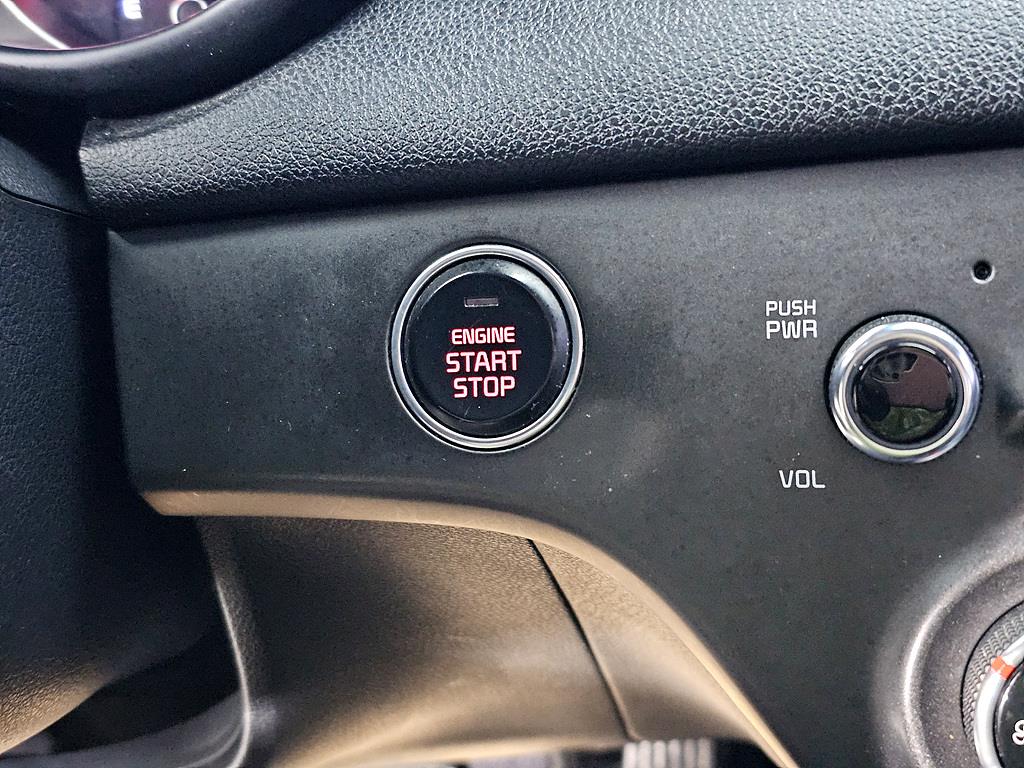 ENGINE
START
STOP
PUSH
PWR
VOL